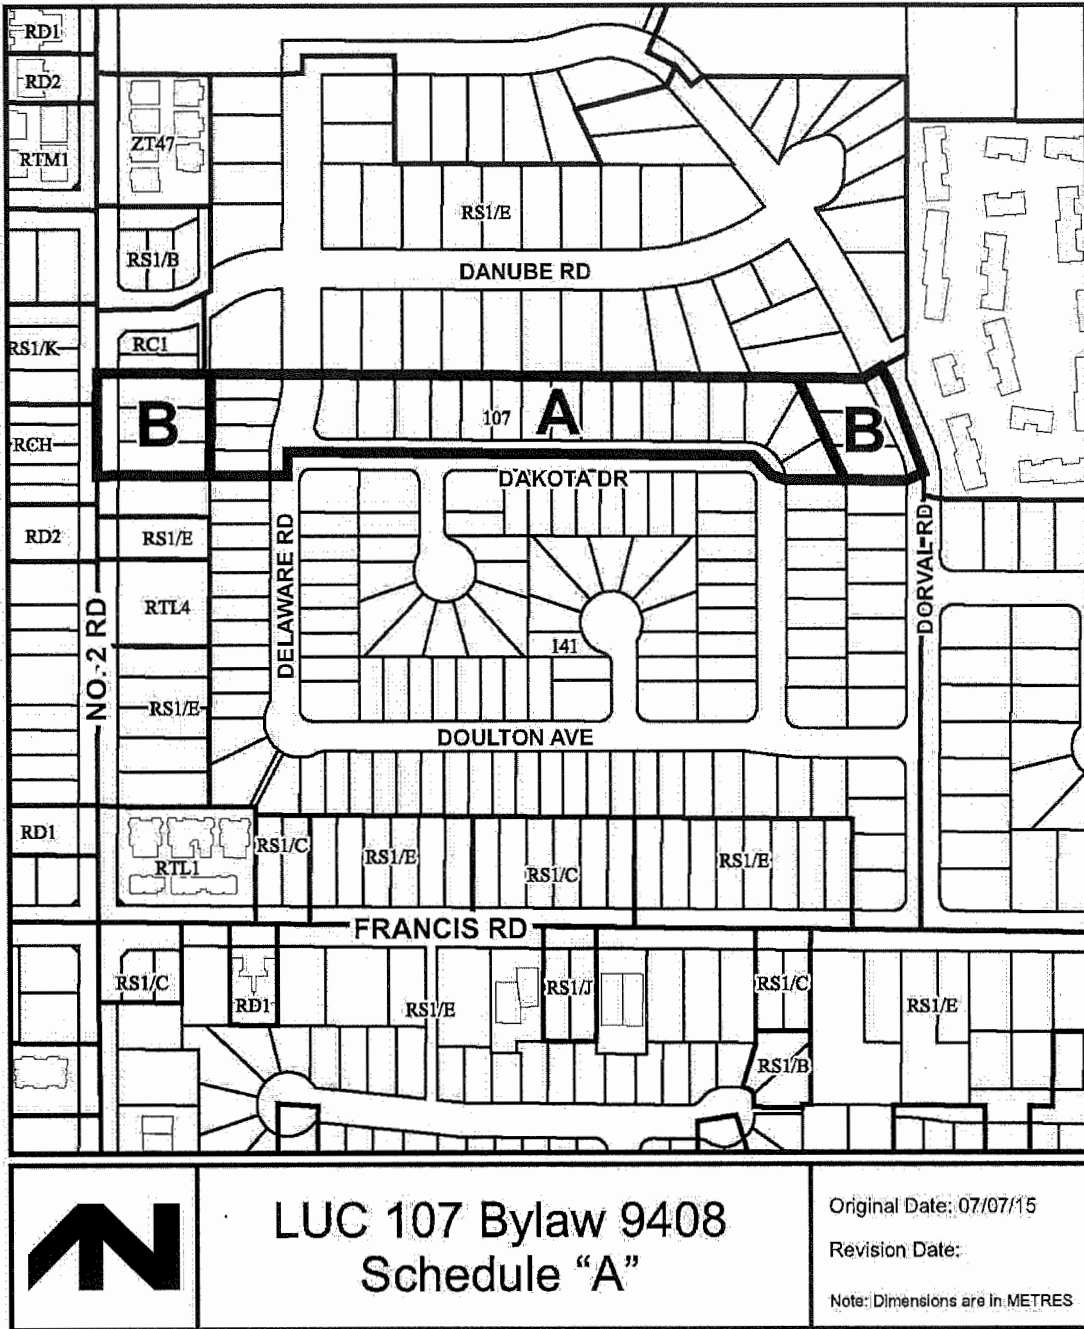 RD1
RD2
ZT47
RTM1
RS1/E
RS1/B
DANUBE RD
RS1/K
RC1
B
107
A
B
RCH
DAKOTA DR
RD2
RS1/E
DELAWARE RD
DORVAL RD
RTL4
NO. 2 RD
141
RS1/E
DOULTON AVE
RD1
RTL1
RS1/C
RS1/E
RS1/C
RS1/E
FRANCIS RD
RS1/C
RD1
RS1/E
RS1/J
RS1/C
RS1/E
RS1/B
LUC 107 Bylaw 9408
Schedule “A”
Original Date: 07/07/15
Revision Date:
Note: Dimensions are in METRES